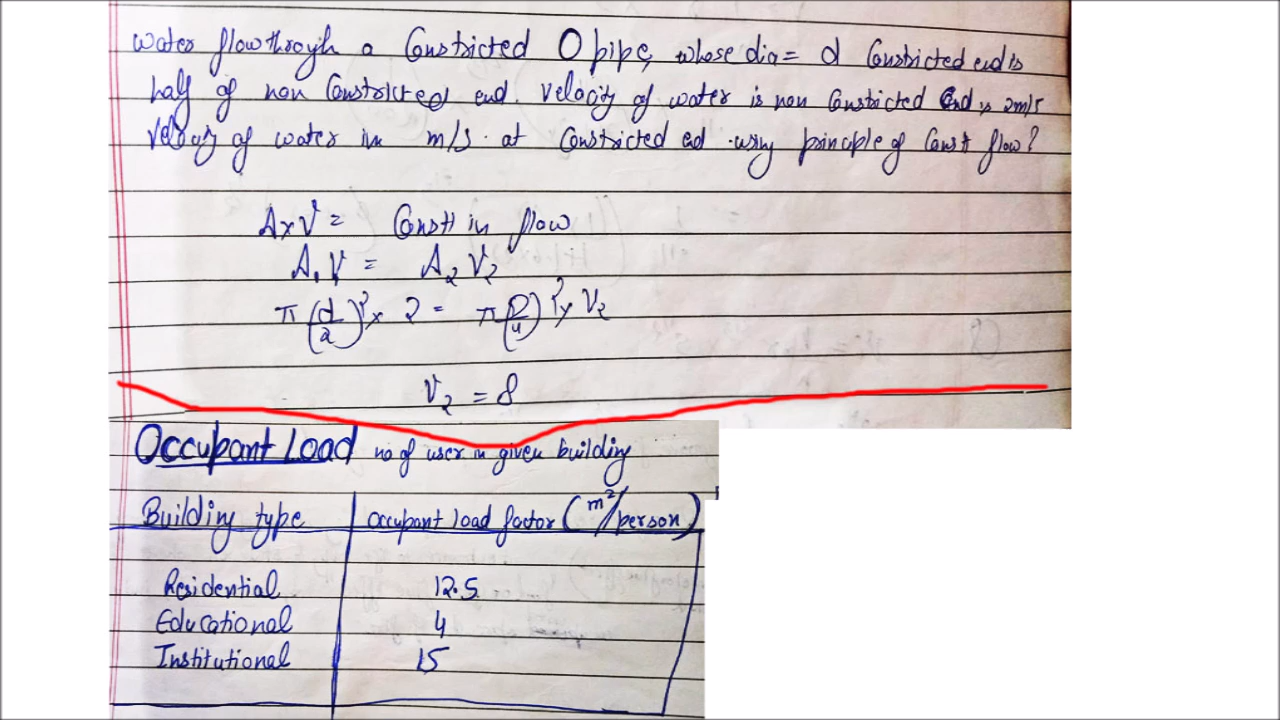 Water flow through a Constricted O pipe, whose dia = d Constricted end is
half of non Constricted end. Velocity of water is non Constricted End is 2m/s
Velocity of water in m/s. at Constricted ed using principle of Const flow?
A x V = Constt in flow
A₁ V = A₂ V₂
π (d/2)² x 2 = π (D/4)² x V₂
V₂ = 8
Occupant Load no of user in given building
Building type Occupant load factor (m²/person)
Residential 12.5
Educational 4
Institutional 15